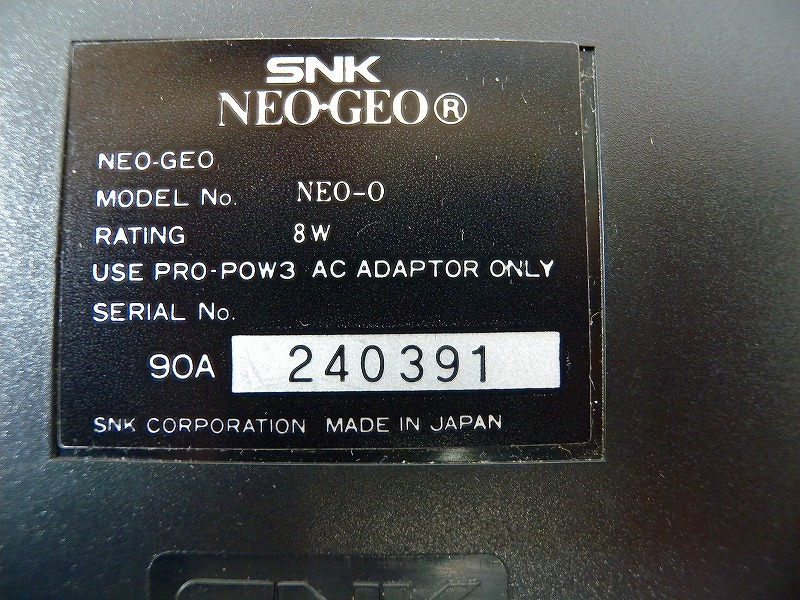 SNK
NEO·GEO®
NEO-GEO
MODEL No. NEO-O
RATING 8W
USE PRO-POW3 AC ADAPTOR ONLY
SERIAL No.
90A 240391
SNK CORPORATION MADE IN JAPAN
SNK